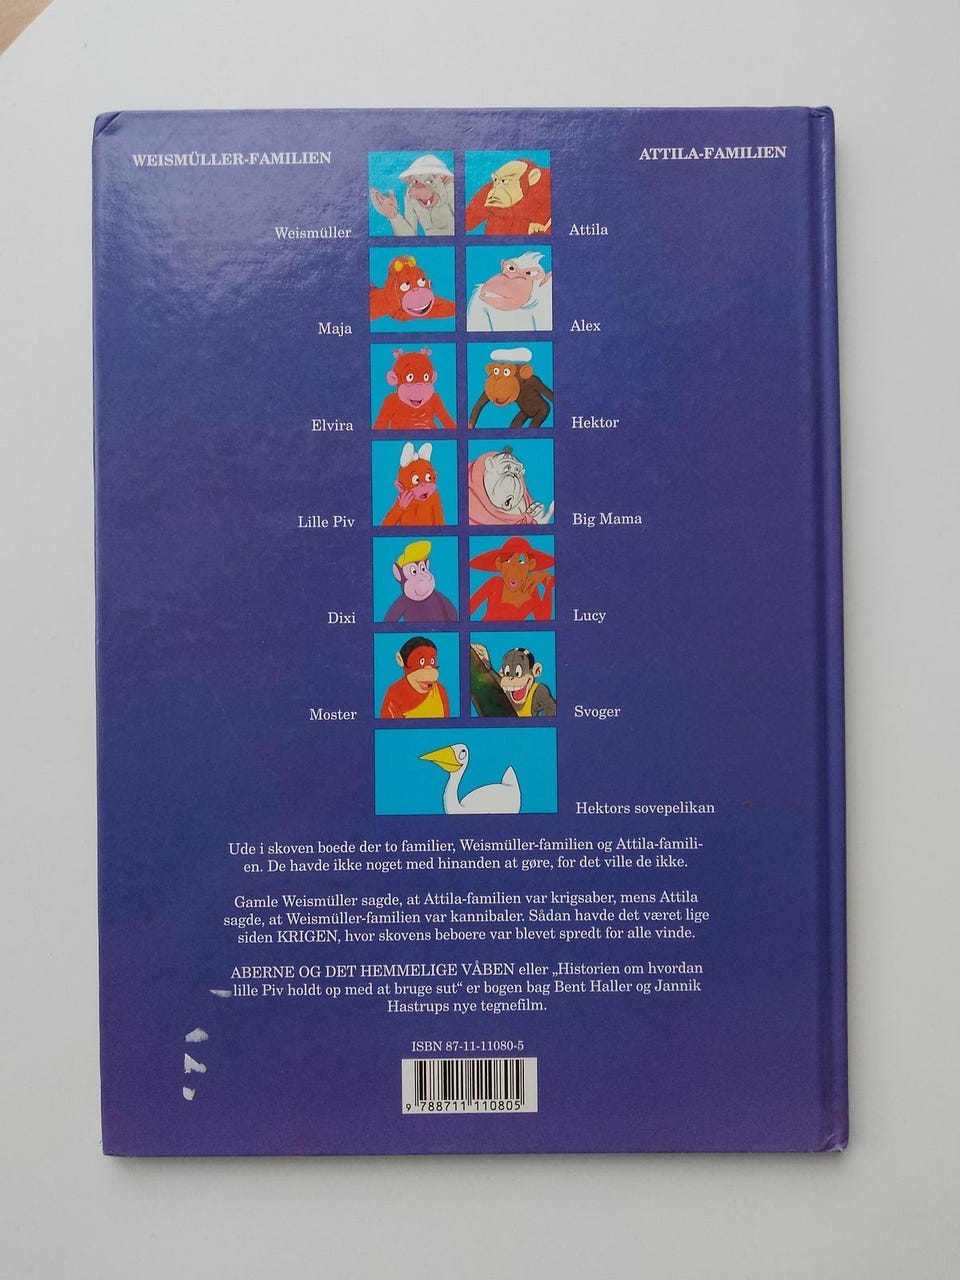 WEISMÜLLER-FAMILIEN
ATTILA-FAMILIEN
Weismüller
Attila
Maja
Alex
Elvira
Hektor
Lille Piv
Big Mama
Dixi
Lucy
Moster
Svoger
Hektors sovepelikan
Ude i skoven boede der to familier, Weismüller-familien og Attila-famili-
en. De havde ikke noget med hinanden at gøre, for det ville de ikke.
Gamle Weismüller sagde, at Attila-familien var krigsaber, mens Attila
sagde, at Weismüller-familien var kannibaler. Sådan havde det været lige
siden KRIGEN, hvor skovens beboere var blevet spredt for alle vinde.
ABERNE OG DET HEMMELIGE VÅBEN eller „Historien om hvordan
lille Piv holdt op med at bruge sut“ er bogen bag Bent Haller og Jannik
Hastrups nye tegnefilm.
ISBN 87-11-11080-5
9 788711 110805